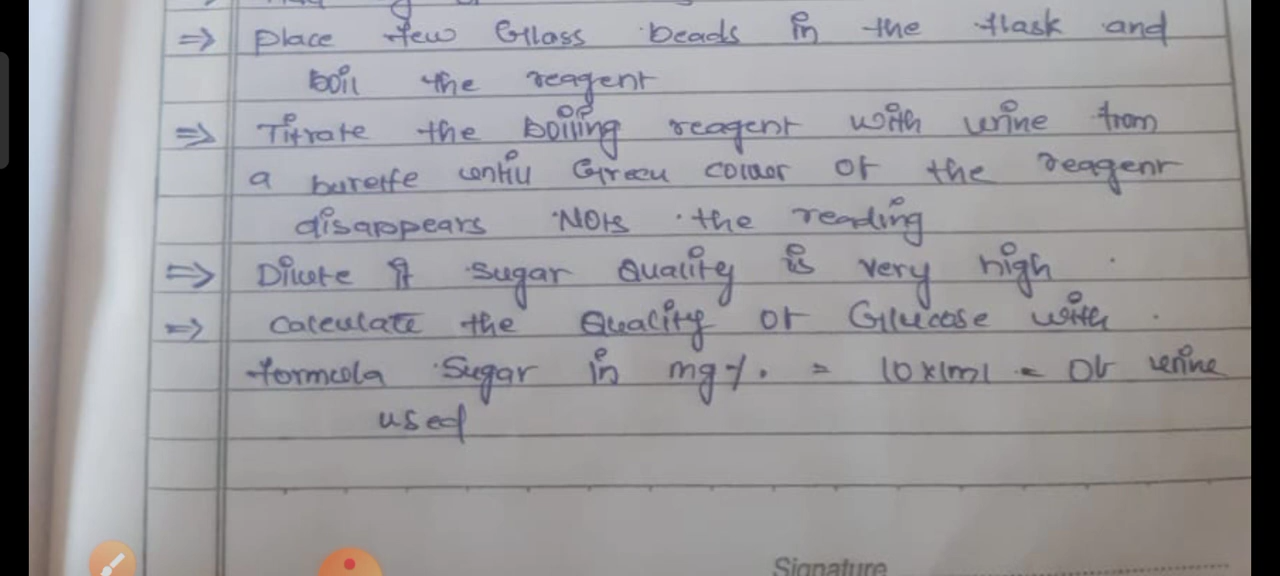 ⇒ place few Glass beads in the flask and
boil the reagent
⇒ Titrate the boiling reagent with urine from
a burette until Green colour of the reagent
disappears Note the reading
⇒ Dilute it sugar Quality is very high
⇒ calculate the Quality of Glucose with
formula Sugar in mg%. = 10x1ml = Of urine
used
Signature